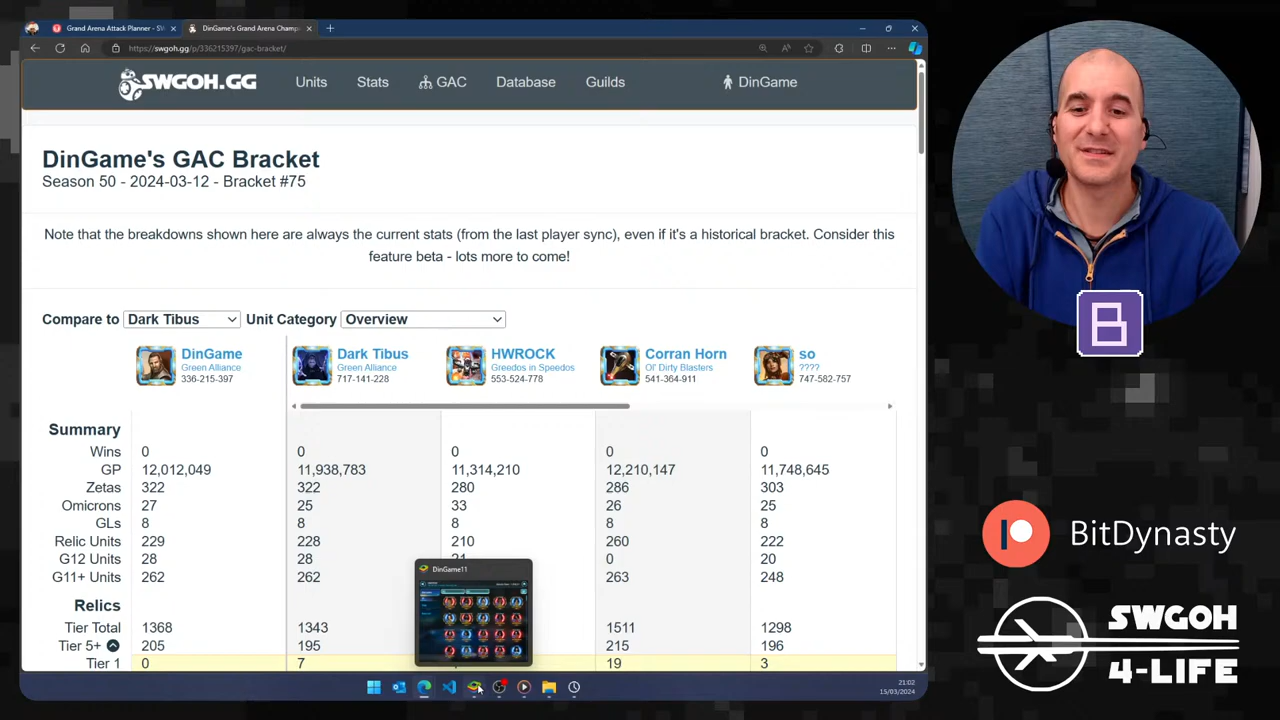 Grand Arena Attack Planner - SW
DinGame's Grand Arena Champ
https://swgoh.gg/p/336215397/gac-bracket/
SWGOH.GG
Units
Stats
GAC
Database
Guilds
DinGame
DinGame's GAC Bracket
Season 50 - 2024-03-12 - Bracket #75
Note that the breakdowns shown here are always the current stats (from the last player sync), even if it's a historical bracket. Consider this
feature beta - lots more to come!
Compare to Dark Tibus Unit Category Overview
DinGame Dark Tibus HWROCK Corran Horn so
Green Alliance Green Alliance Greedos in Speedos Ol' Dirty Blasters ????
336-215-397 717-141-228 553-524-778 541-364-911 747-582-757
Summary
Wins 0 0 0 0 0
GP 12,012,049 11,938,783 11,314,210 12,210,147 11,748,645
Zetas 322 322 280 286 303
Omicrons 27 25 33 26 25
GLs 8 8 8 8 8
Relic Units 229 228 210 260 222
G12 Units 28 28 21 0 20
G11+ Units 262 262 263 248
Relics
Tier Total 1368 1343 1511 1298
Tier 5+ 205 195 215 196
Tier 1 0 7 19 3
DinGame11
21:02
15/03/2024
B
BitDynasty
SWGOH
4-LIFE